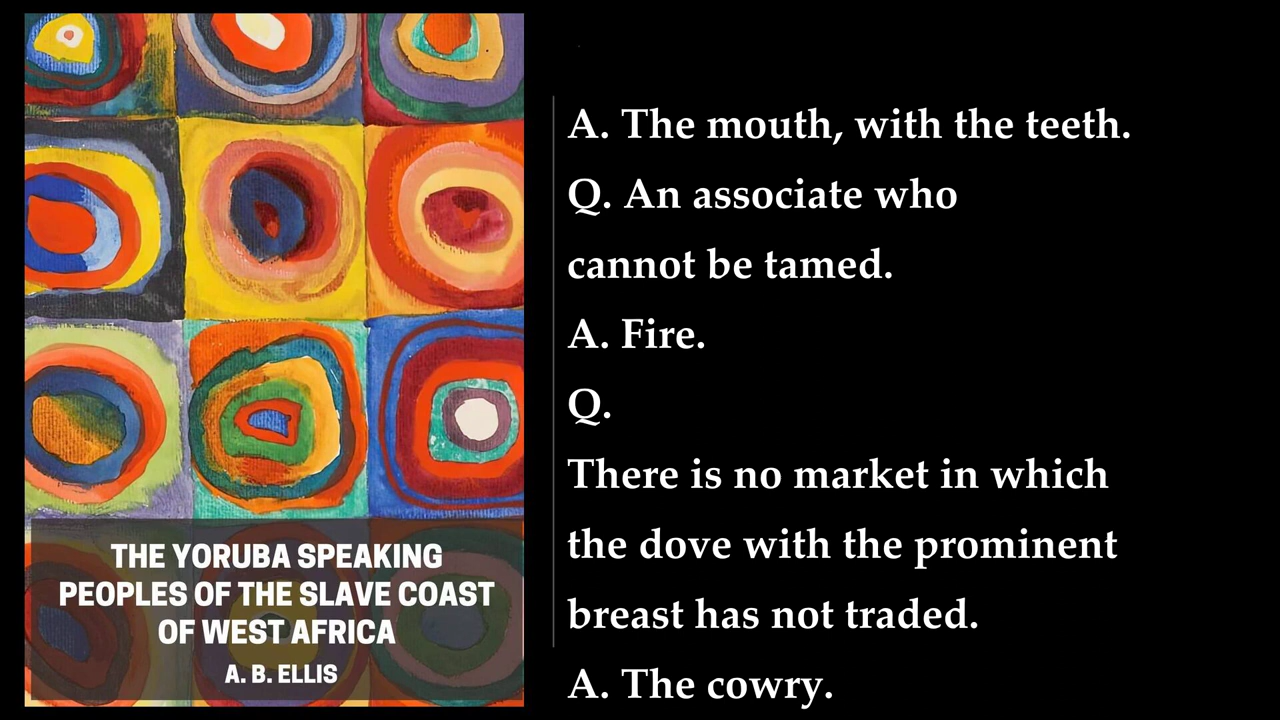 THE YORUBA SPEAKING
PEOPLES OF THE SLAVE COAST
OF WEST AFRICA
A. B. ELLIS
A. The mouth, with the teeth.
Q. An associate who
cannot be tamed.
A. Fire.
Q.
There is no market in which
the dove with the prominent
breast has not traded.
A. The cowry.